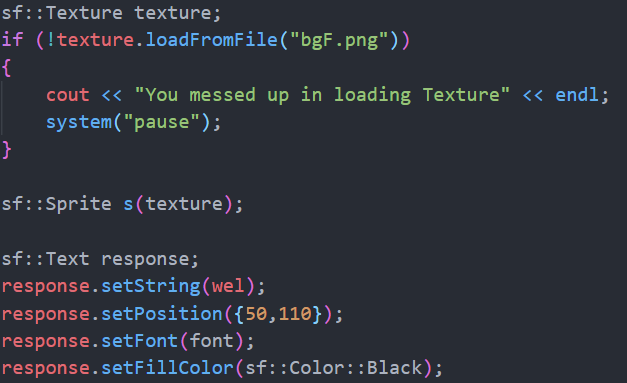 sf::Texture texture;
if (!texture.loadFromFile("bgF.png"))
{
    cout << "You messed up in loading Texture" << endl;
    system("pause");
}
sf::Sprite s(texture);
sf::Text response;
response.setString(wel);
response.setPosition({50,110});
response.setFont(font);
response.setFillColor(sf::Color::Black);